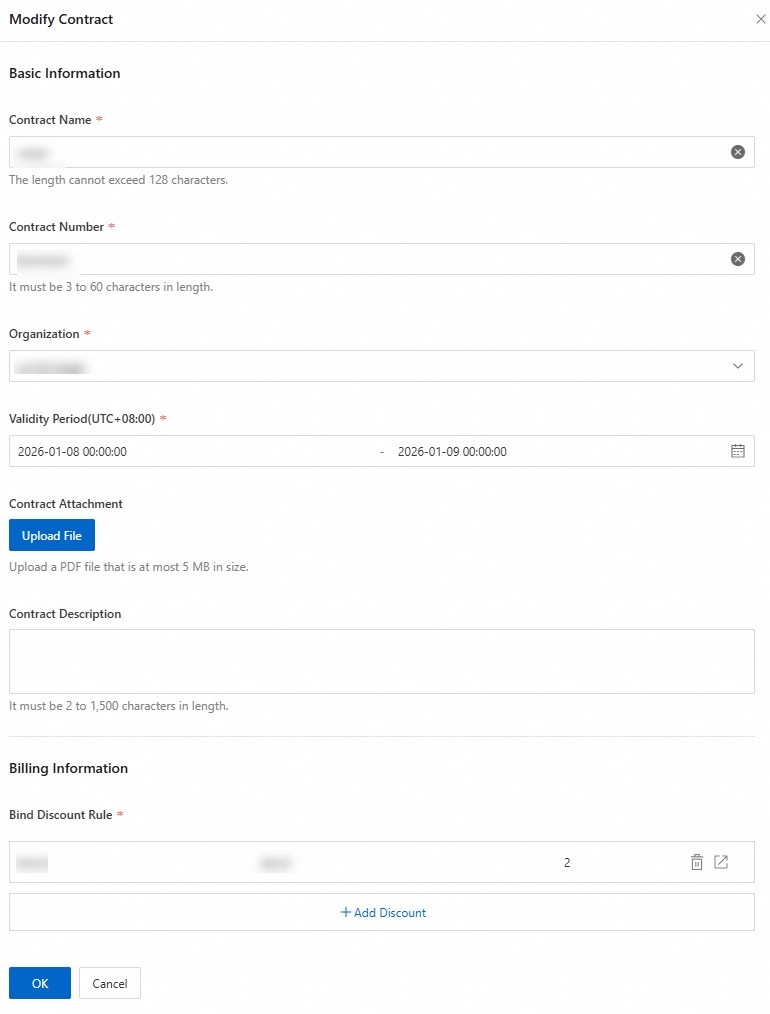 Modify Contract
Basic Information
Contract Name *
The length cannot exceed 128 characters.
Contract Number *
It must be 3 to 60 characters in length.
Organization *
Validity Period(UTC+08:00) *
2026-01-08 00:00:00 - 2026-01-09 00:00:00
Contract Attachment
Upload File
Upload a PDF file that is at most 5 MB in size.
Contract Description
It must be 2 to 1,500 characters in length.
Billing Information
Bind Discount Rule *
2
+ Add Discount
OK Cancel